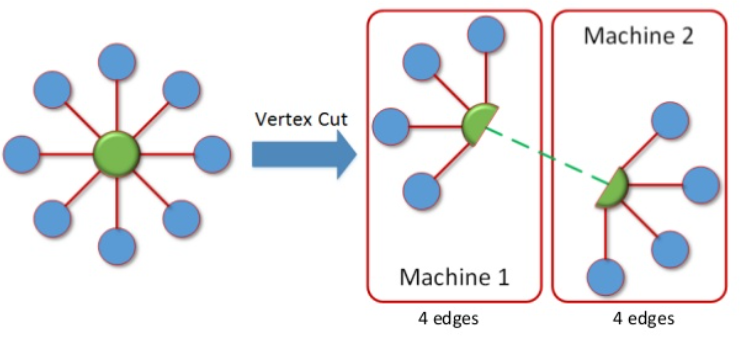 Vertex Cut
Machine 2
Machine 1
4 edges
4 edges